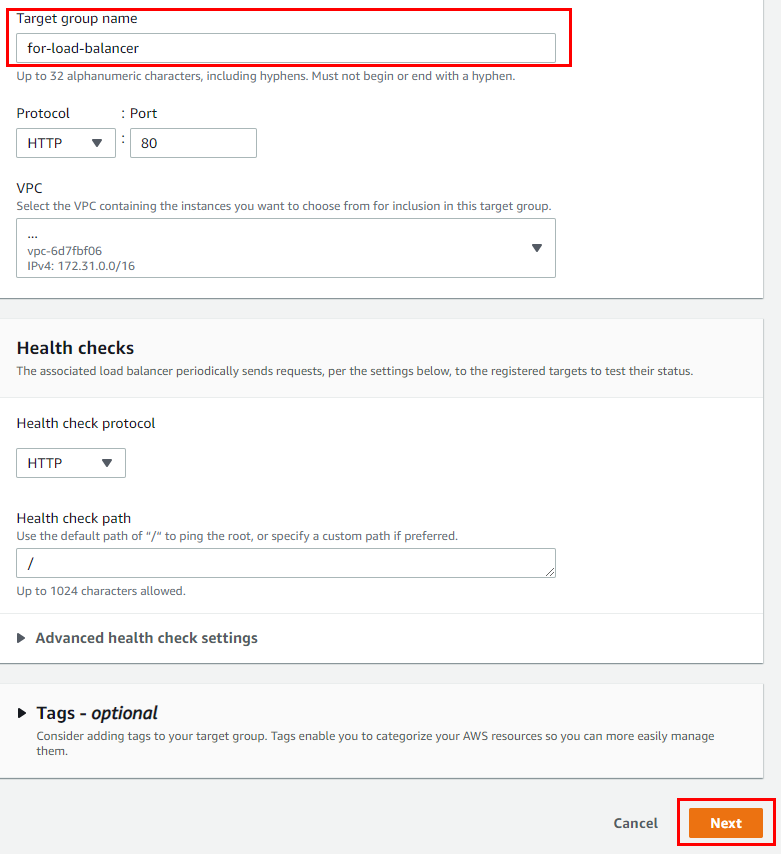 Target group name
for-load-balancer
Up to 32 alphanumeric characters, including hyphens. Must not begin or end with a hyphen.
Protocol : Port
HTTP : 80
VPC
Select the VPC containing the instances you want to choose from for inclusion in this target group.
...
vpc-6d7fbf06
IPv4: 172.31.0.0/16
Health checks
The associated load balancer periodically sends requests, per the settings below, to the registered targets to test their status.
Health check protocol
HTTP
Health check path
Use the default path of “/“ to ping the root, or specify a custom path if preferred.
/
Up to 1024 characters allowed.
Advanced health check settings
Tags - optional
Consider adding tags to your target group. Tags enable you to categorize your AWS resources so you can more easily manage
them.
Cancel Next